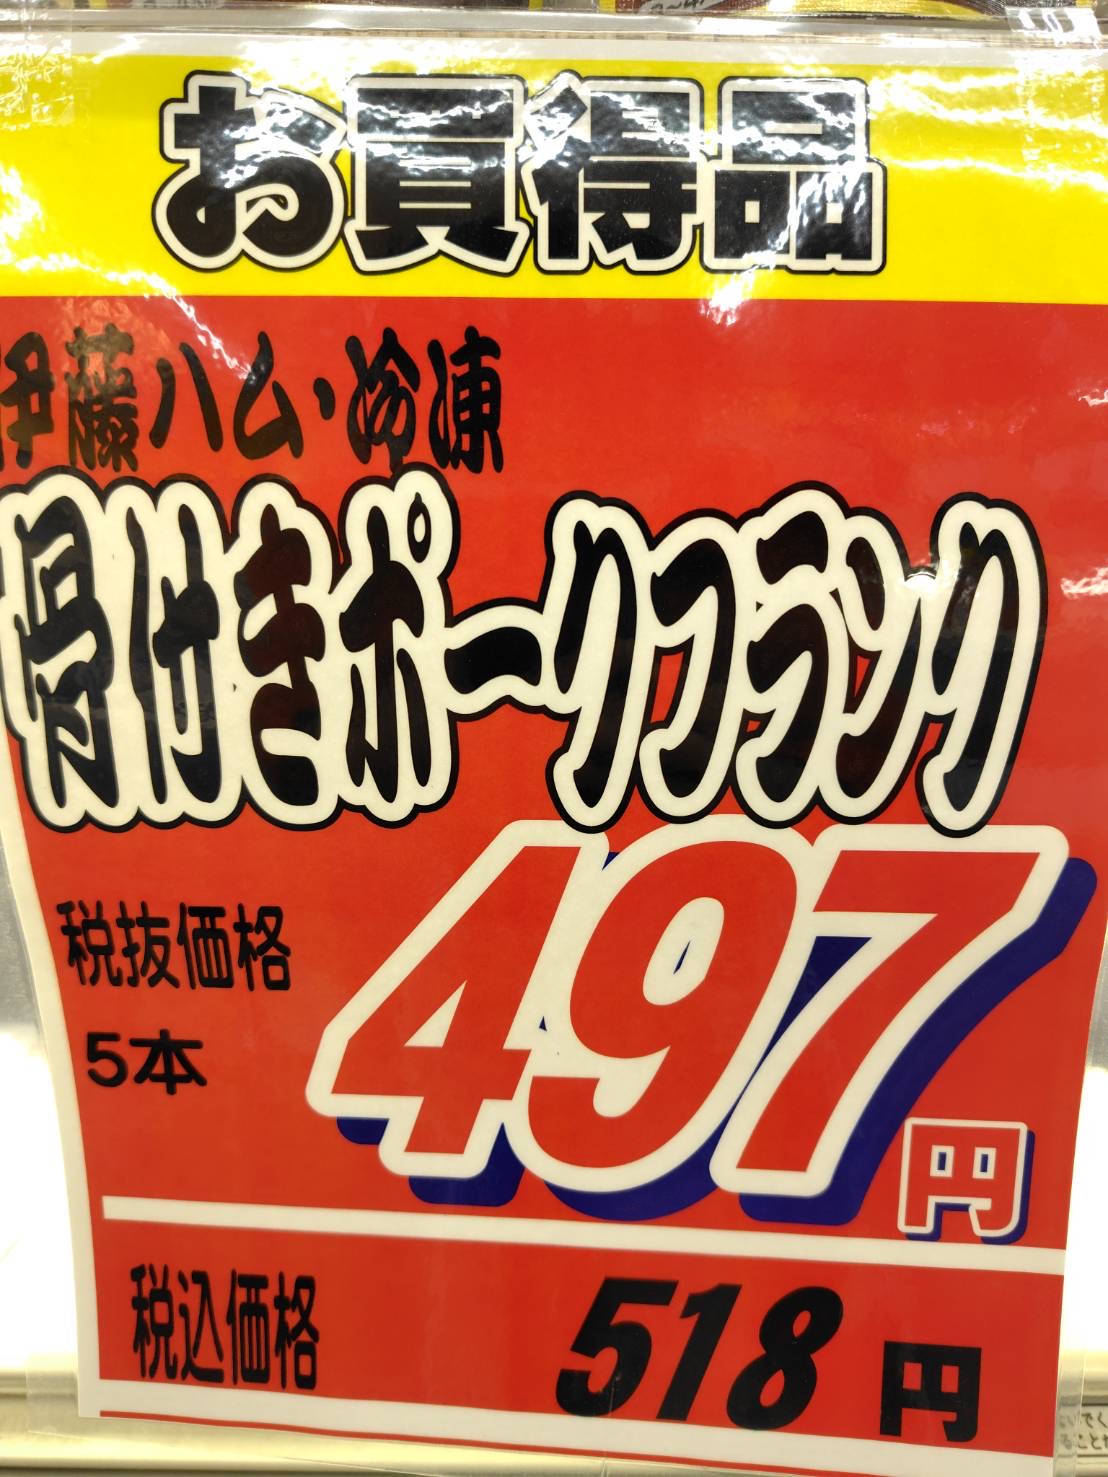 お買得品
伊藤ハム・冷凍
骨付きポークフランク
税抜価格
5本
497円
税込価格
518円